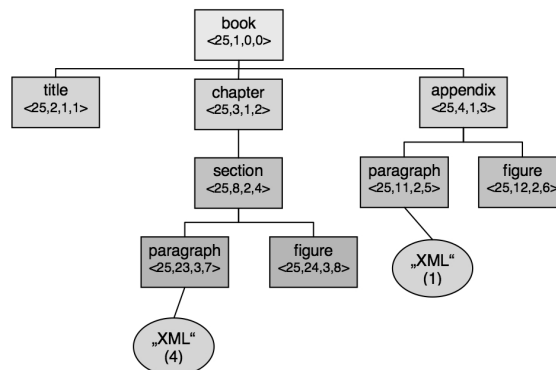 book
<25,1,0,0>
title
<25,2,1,1>
chapter
<25,3,1,2>
appendix
<25,4,1,3>
section
<25,8,2,4>
paragraph
<25,11,2,5>
figure
<25,12,2,6>
paragraph
<25,23,3,7>
figure
<25,24,3,8>
„XML“
(1)
„XML“
(4)